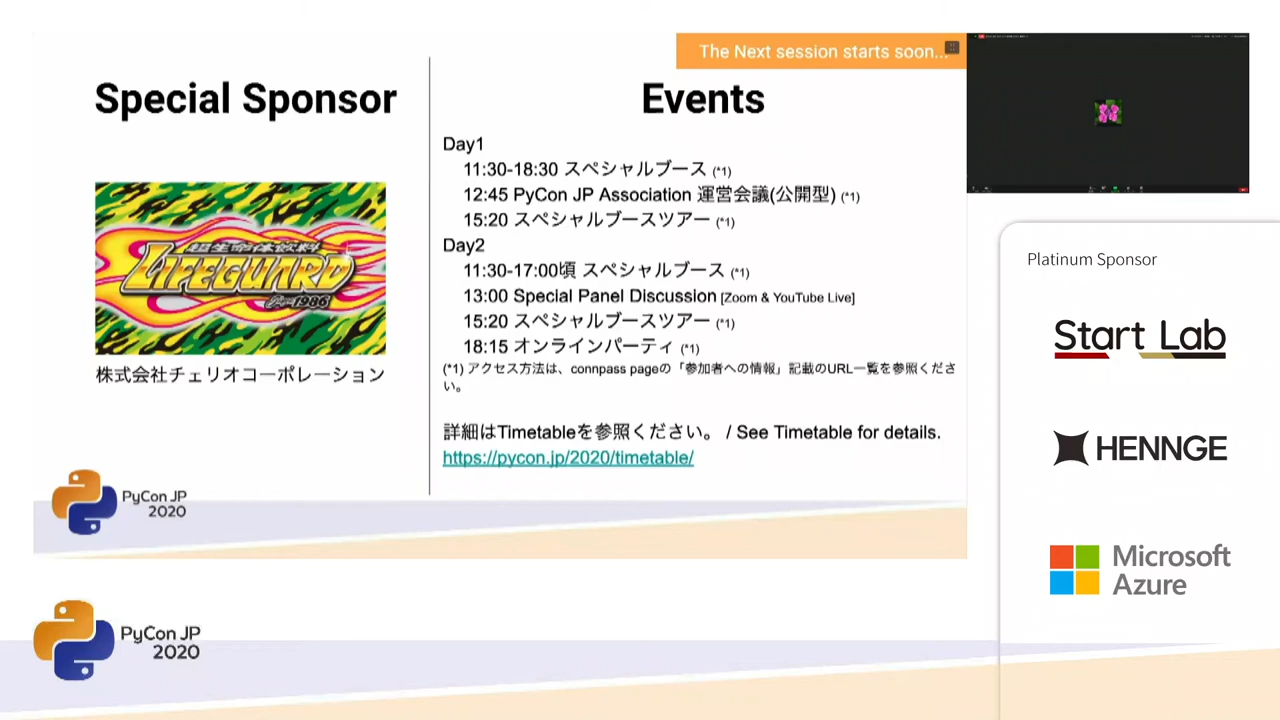 The Next session starts soon...
Special Sponsor
超生命体飲料
LIFEGUARD
Since 1986
株式会社チェリオコーポレーション
Events
Day1
11:30-18:30 スペシャルブース (*1)
12:45 PyCon JP Association 運営会議(公開型) (*1)
15:20 スペシャルブースツアー (*1)
Day2
11:30-17:00頃 スペシャルブース (*1)
13:00 Special Panel Discussion [Zoom & YouTube Live]
15:20 スペシャルブースツアー (*1)
18:15 オンラインパーティ (*1)
(*1) アクセス方法は、connpass pageの「参加者への情報」記載のURL一覧を参照くださ
い。
詳細はTimetableを参照ください。 / See Timetable for details.
https://pycon.jp/2020/timetable/
PyCon JP
2020
Platinum Sponsor
Start Lab
HENNGE
Microsoft
Azure
PyCon JP
2020